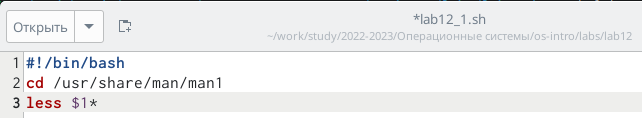 Открыть
*lab12_1.sh
~/work/study/2022-2023/Операционные системы/os-intro/labs/lab12
1 #!/bin/bash
2 cd /usr/share/man/man1
3 less $1*